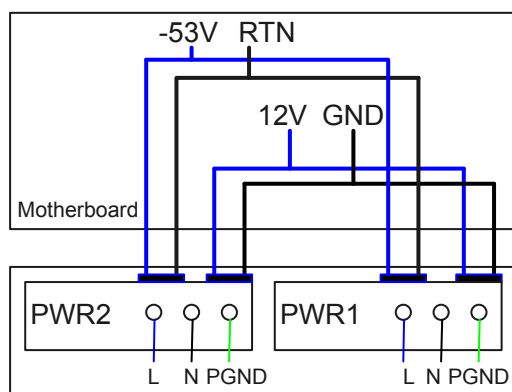 -53V RTN
12V GND
Motherboard
PWR2 PWR1
L N PGND L N PGND